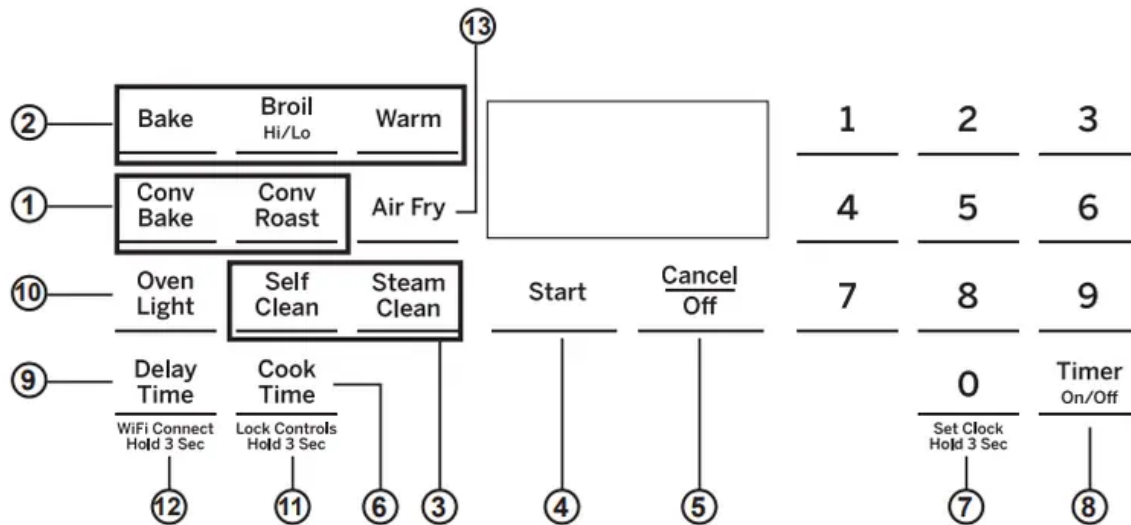 13
2
Bake
Broil
Hi/Lo
Warm
1
2
3
1
Conv
Bake
Conv
Roast
Air Fry
4
5
6
10
Oven
Light
Self
Clean
Steam
Clean
Start
Cancel
Off
7
8
9
9
Delay
Time
Cook
Time
0
Timer
On/Off
WiFi Connect
Hold 3 Sec
Lock Controls
Hold 3 Sec
Set Clock
Hold 3 Sec
12
11
6
3
4
5
7
8